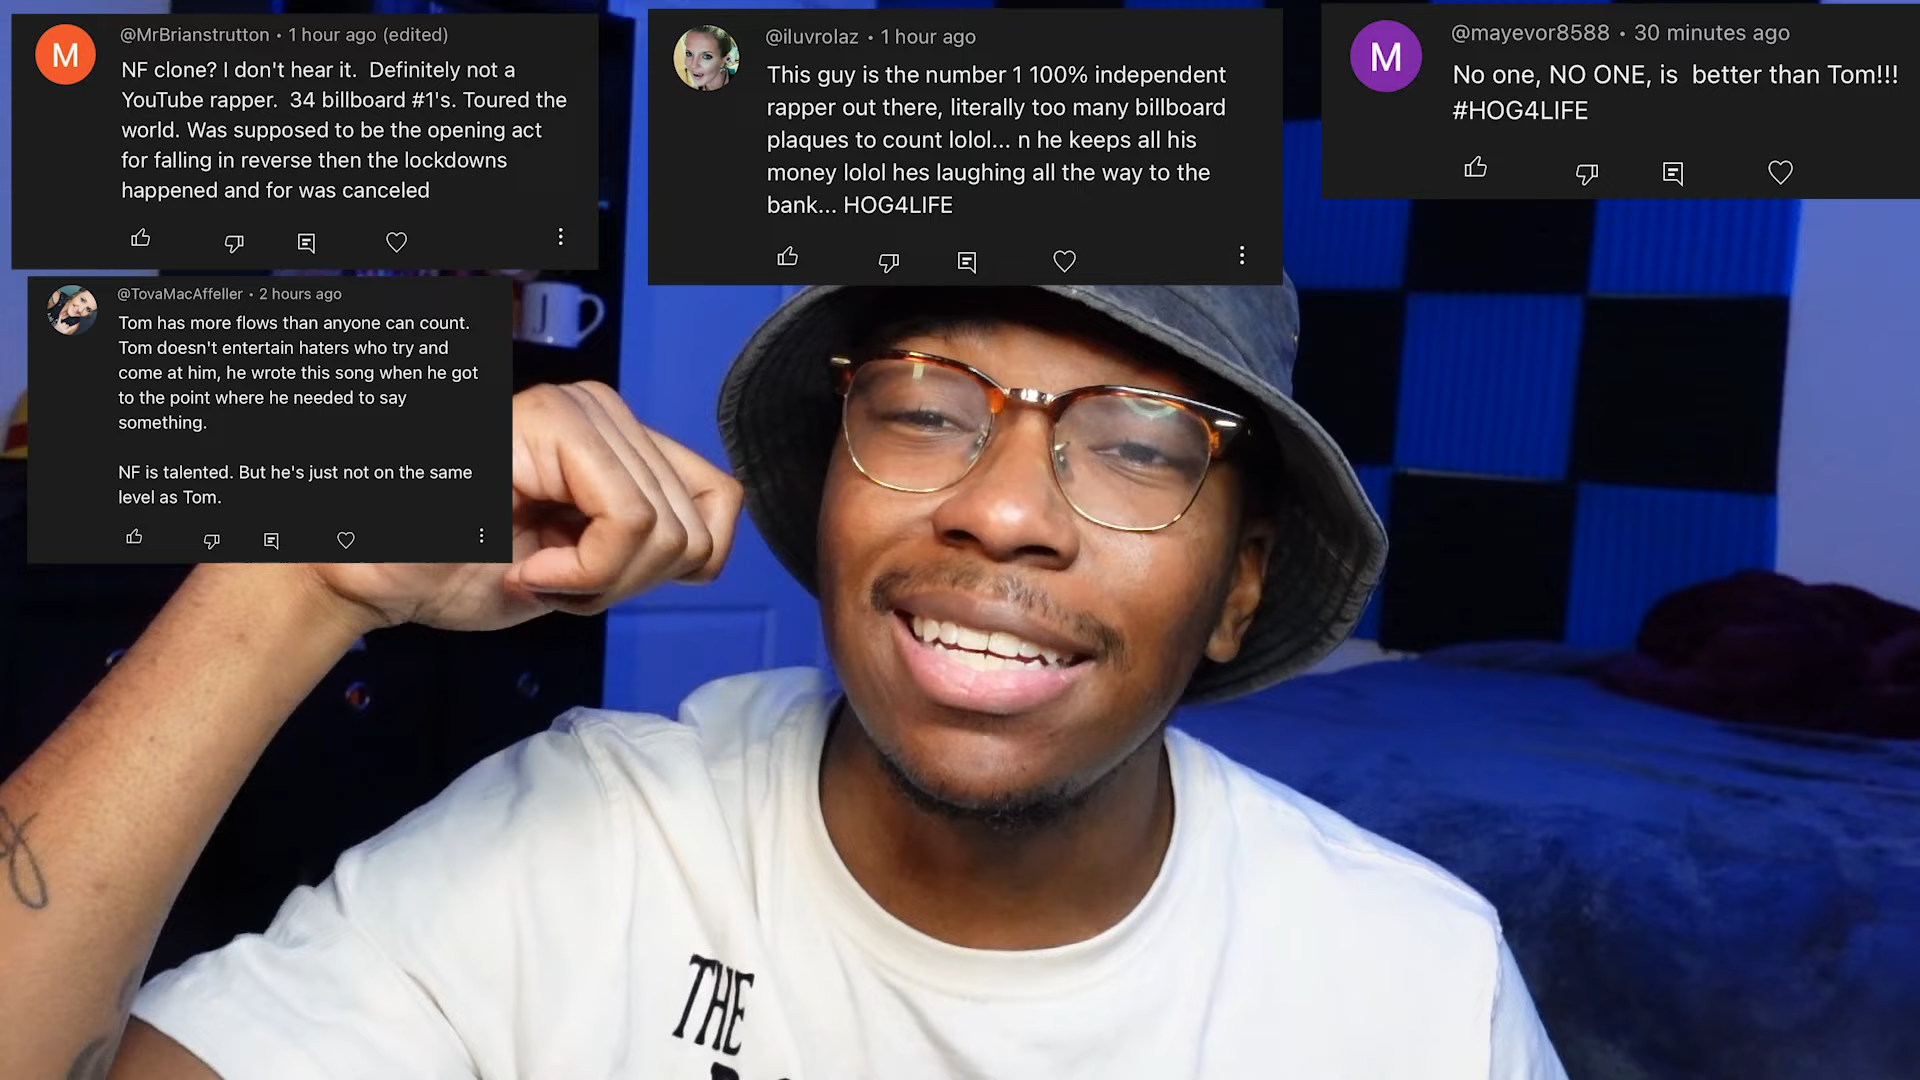 M
@MrBrianstrutton • 1 hour ago (edited)
NF clone? I don't hear it.  Definitely not a
YouTube rapper.  34 billboard #1's. Toured the
world. Was supposed to be the opening act
for falling in reverse then the lockdowns
happened and for was canceled
@TovaMacAffeller • 2 hours ago
Tom has more flows than anyone can count.
Tom doesn't entertain haters who try and
come at him, he wrote this song when he got
to the point where he needed to say
something.
NF is talented. But he's just not on the same
level as Tom.
@iluvrolaz • 1 hour ago
This guy is the number 1 100% independent
rapper out there, literally too many billboard
plaques to count lolol... n he keeps all his
money lolol hes laughing all the way to the
bank... HOG4LIFE
M
@mayevor8588 • 30 minutes ago
No one, NO ONE, is  better than Tom!!!
#HOG4LIFE
J
THE